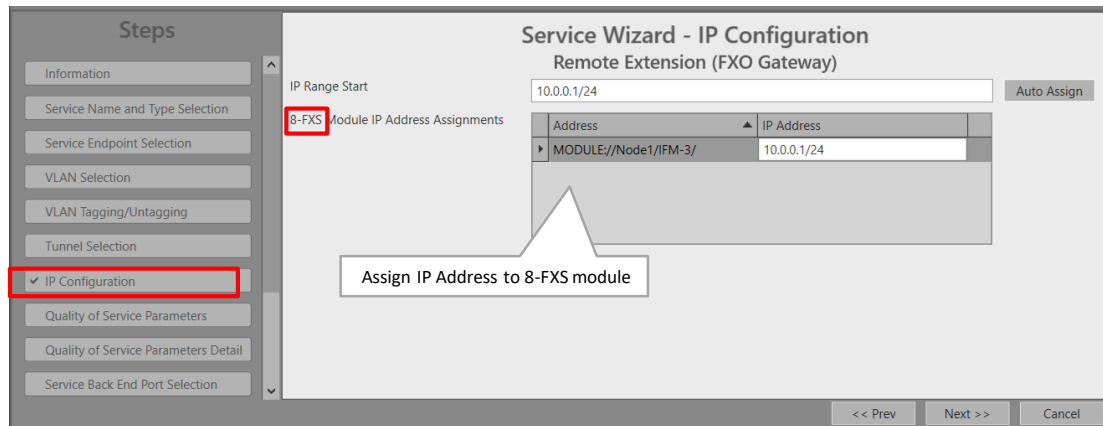 Steps
Information
Service Name and Type Selection
Service Endpoint Selection
VLAN Selection
VLAN Tagging/Untagging
Tunnel Selection
✔ IP Configuration
Quality of Service Parameters
Quality of Service Parameters Detail
Service Back End Port Selection
Service Wizard - IP Configuration
Remote Extension (FXO Gateway)
IP Range Start 10.0.0.1/24 Auto Assign
8-FXS Module IP Address Assignments
Address IP Address
MODULE://Node1/IFM-3/ 10.0.0.1/24
Assign IP Address to 8-FXS module
<< Prev Next >> Cancel